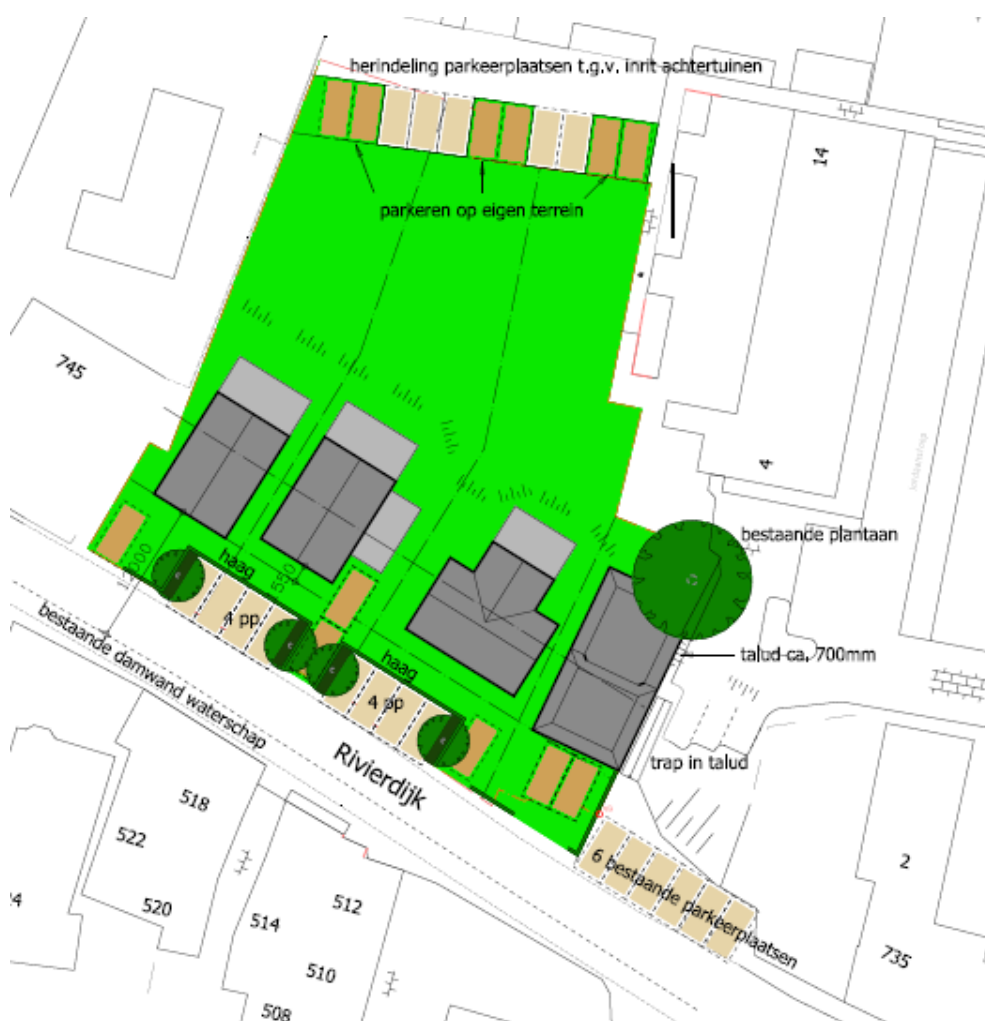 herindeling parkeerplaatsen t.g.v. inrit achtertuinen
14
parkeren op eigen terrein
745
4
bestaande plantaan
haag
12000
550
4 pp
bestaande damwand waterschap
haag
talud ca. 700mm
4 pp
Rivierdijk
trap in talud
518
522
520
6 bestaande parkeerplaatsen
2
512
514
510
508
735